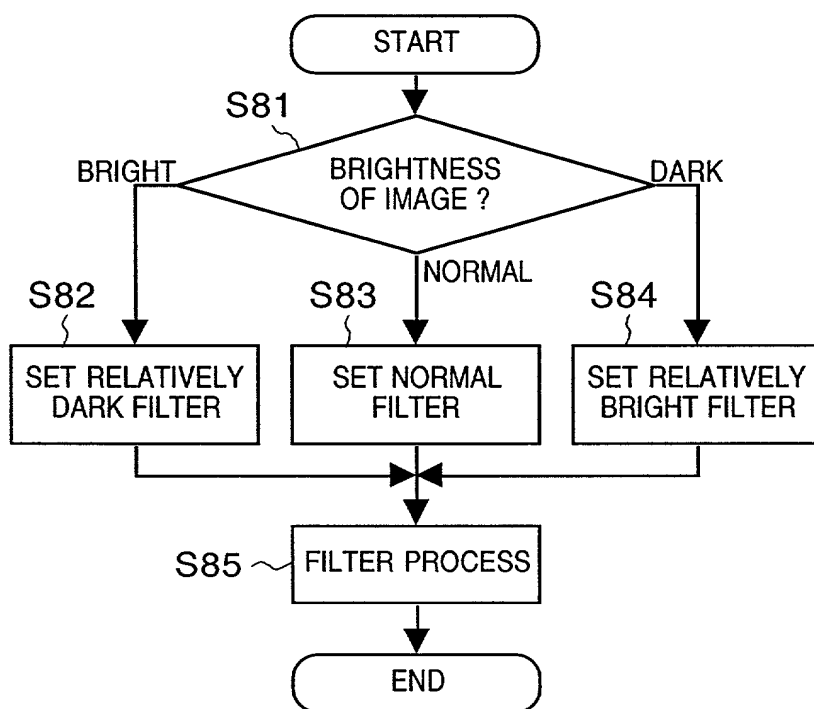 START
S81
BRIGHT
BRIGHTNESS
OF IMAGE ?
DARK
NORMAL
S82
SET RELATIVELY
DARK FILTER
S83
SET NORMAL
FILTER
S84
SET RELATIVELY
BRIGHT FILTER
S85
FILTER PROCESS
END